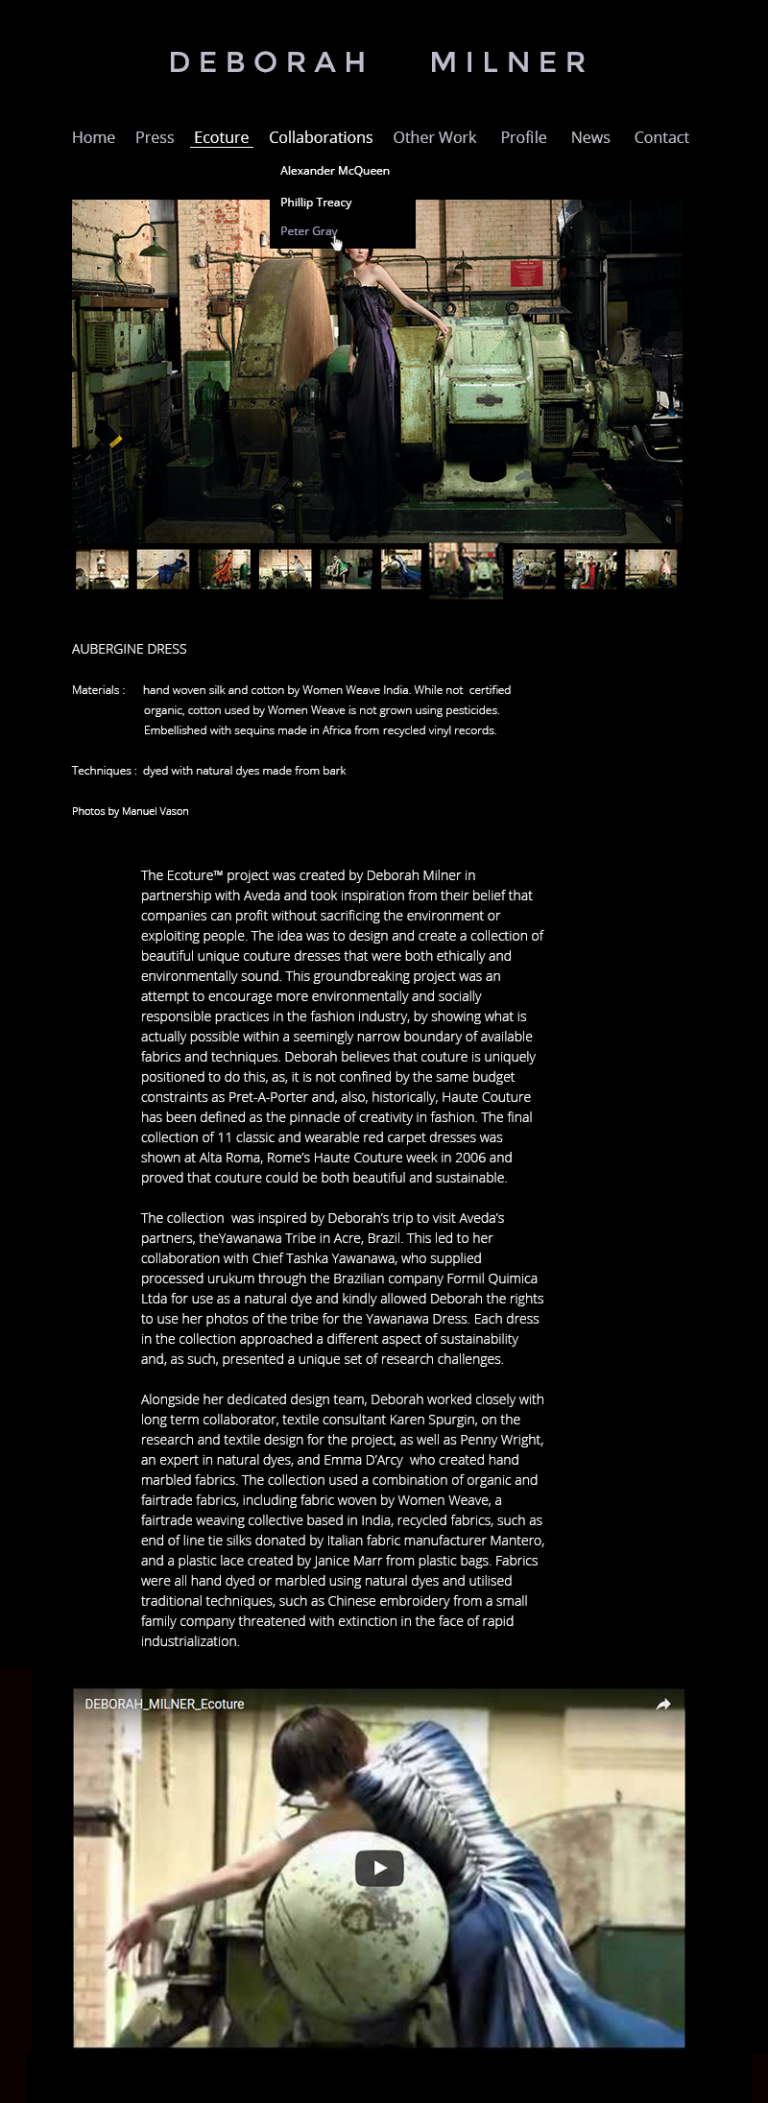 DEBORAH MILNER
Home Press Ecoture Collaborations Other Work Profile News Contact
Alexander McQueen
Phillip Treacy
Peter Gray
AUBERGINE DRESS
Materials : hand woven silk and cotton by Women Weave India. While not certified
organic, cotton used by Women Weave is not grown using pesticides.
Embellished with sequins made in Africa from recycled vinyl records.
Techniques : dyed with natural dyes made from bark
Photos by Manuel Vason
The Ecoture™ project was created by Deborah Milner in
partnership with Aveda and took inspiration from their belief that
companies can profit without sacrificing the environment or
exploiting people. The idea was to design and create a collection of
beautiful unique couture dresses that were both ethically and
environmentally sound. This groundbreaking project was an
attempt to encourage more environmentally and socially
responsible practices in the fashion industry, by showing what is
actually possible within a seemingly narrow boundary of available
fabrics and techniques. Deborah believes that couture is uniquely
positioned to do this, as, it is not confined by the same budget
constraints as Pret-A-Porter and, also, historically, Haute Couture
has been defined as the pinnacle of creativity in fashion. The final
collection of 11 classic and wearable red carpet dresses was
shown at Alta Roma, Rome's Haute Couture week in 2006 and
proved that couture could be both beautiful and sustainable.
The collection was inspired by Deborah's trip to visit Aveda's
partners, theYawanawa Tribe in Acre, Brazil. This led to her
collaboration with Chief Tashka Yawanawa, who supplied
processed urukum through the Brazilian company Formil Quimica
Ltda for use as a natural dye and kindly allowed Deborah the rights
to use her photos of the tribe for the Yawanawa Dress. Each dress
in the collection approached a different aspect of sustainability
and, as such, presented a unique set of research challenges.
Alongside her dedicated design team, Deborah worked closely with
long term collaborator, textile consultant Karen Spurgin, on the
research and textile design for the project, as well as Penny Wright,
an expert in natural dyes, and Emma D'Arcy who created hand
marbled fabrics. The collection used a combination of organic and
fairtrade fabrics, including fabric woven by Women Weave, a
fairtrade weaving collective based in India, recycled fabrics, such as
end of line tie silks donated by Italian fabric manufacturer Mantero,
and a plastic lace created by Janice Marr from plastic bags. Fabrics
were all hand dyed or marbled using natural dyes and utilised
traditional techniques, such as Chinese embroidery from a small
family company threatened with extinction in the face of rapid
industrialization.
DEBORAH_MILNER_Ecoture